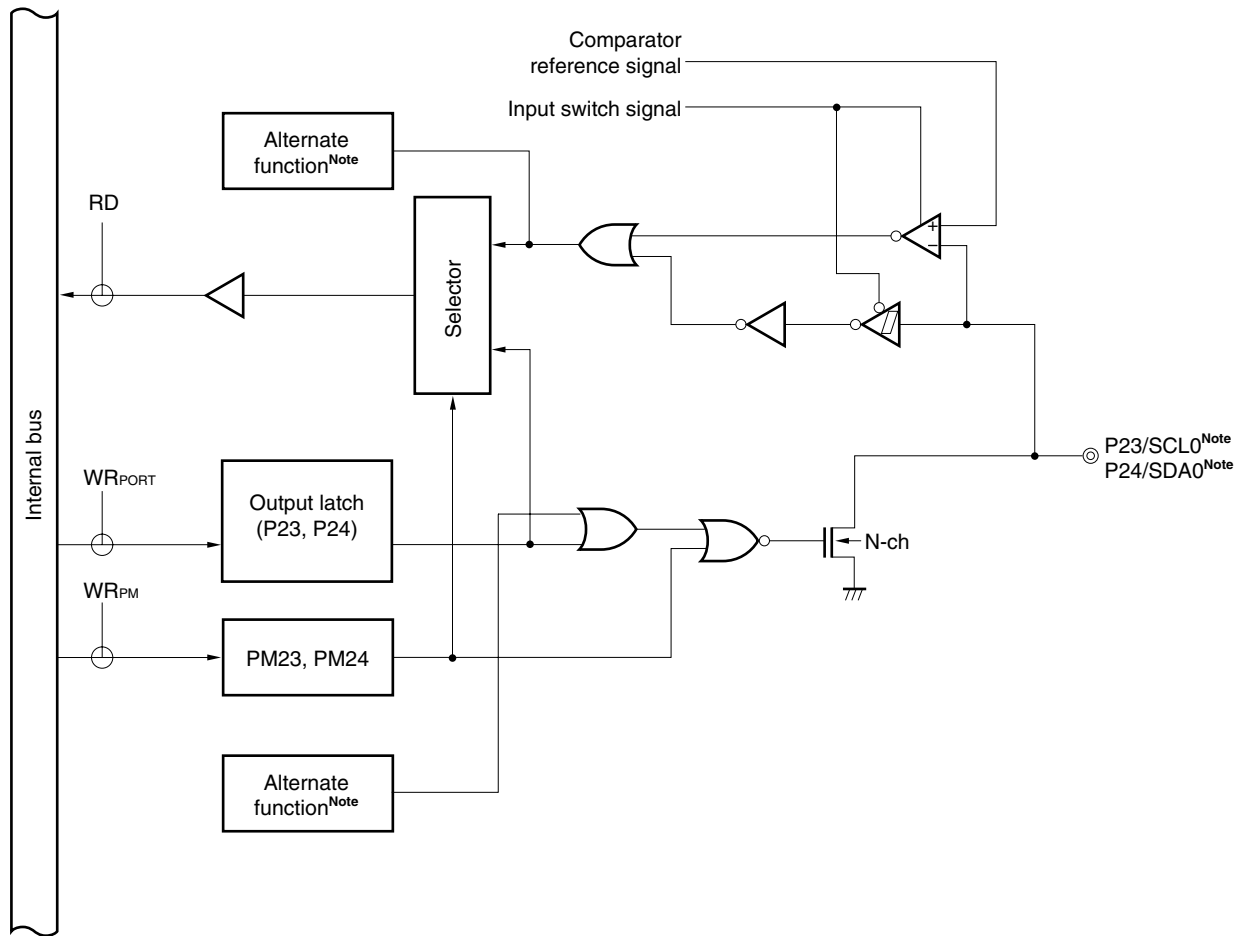 Comparator
reference signal
Input switch signal
Alternate
functionNote
RD
+
−
Selector
Internal bus
P23/SCL0Note
P24/SDA0Note
WRPORT
Output latch
(P23, P24)
N-ch
WRPM
PM23, PM24
Alternate
functionNote